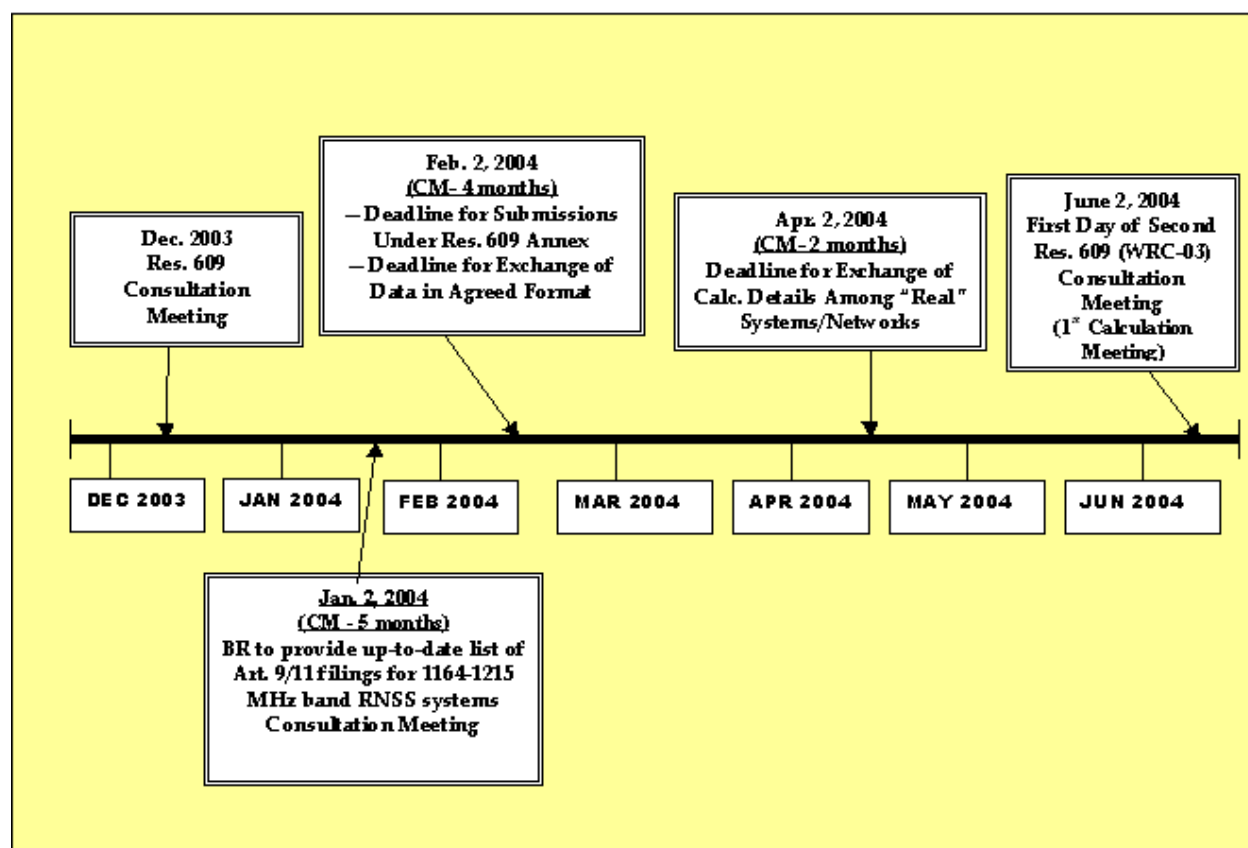 Dec. 2003
Res. 609
Consultation
Meeting
Feb. 2, 2004
(CM- 4 months)
—Deadline for Submissions
Under Res. 609 Annex
—Deadline for Exchange of
Data in Agreed Format
Apr. 2, 2004
(CM- 2 months)
Deadline for Exchange of
Calc. Details Among “Real”
Systems/Networks
June 2, 2004
First Day of Second
Res. 609 (WRC-03)
Consultation
Meeting
(1st Calculation
Meeting)
DEC 2003
JAN 2004
FEB 2004
MAR 2004
APR 2004
MAY 2004
JUN 2004
Jan. 2, 2004
(CM - 5 months)
BR to provide up-to-date list of
Art. 9/11 filings for 1164-1215
MHz band RNSS systems
Consultation Meeting